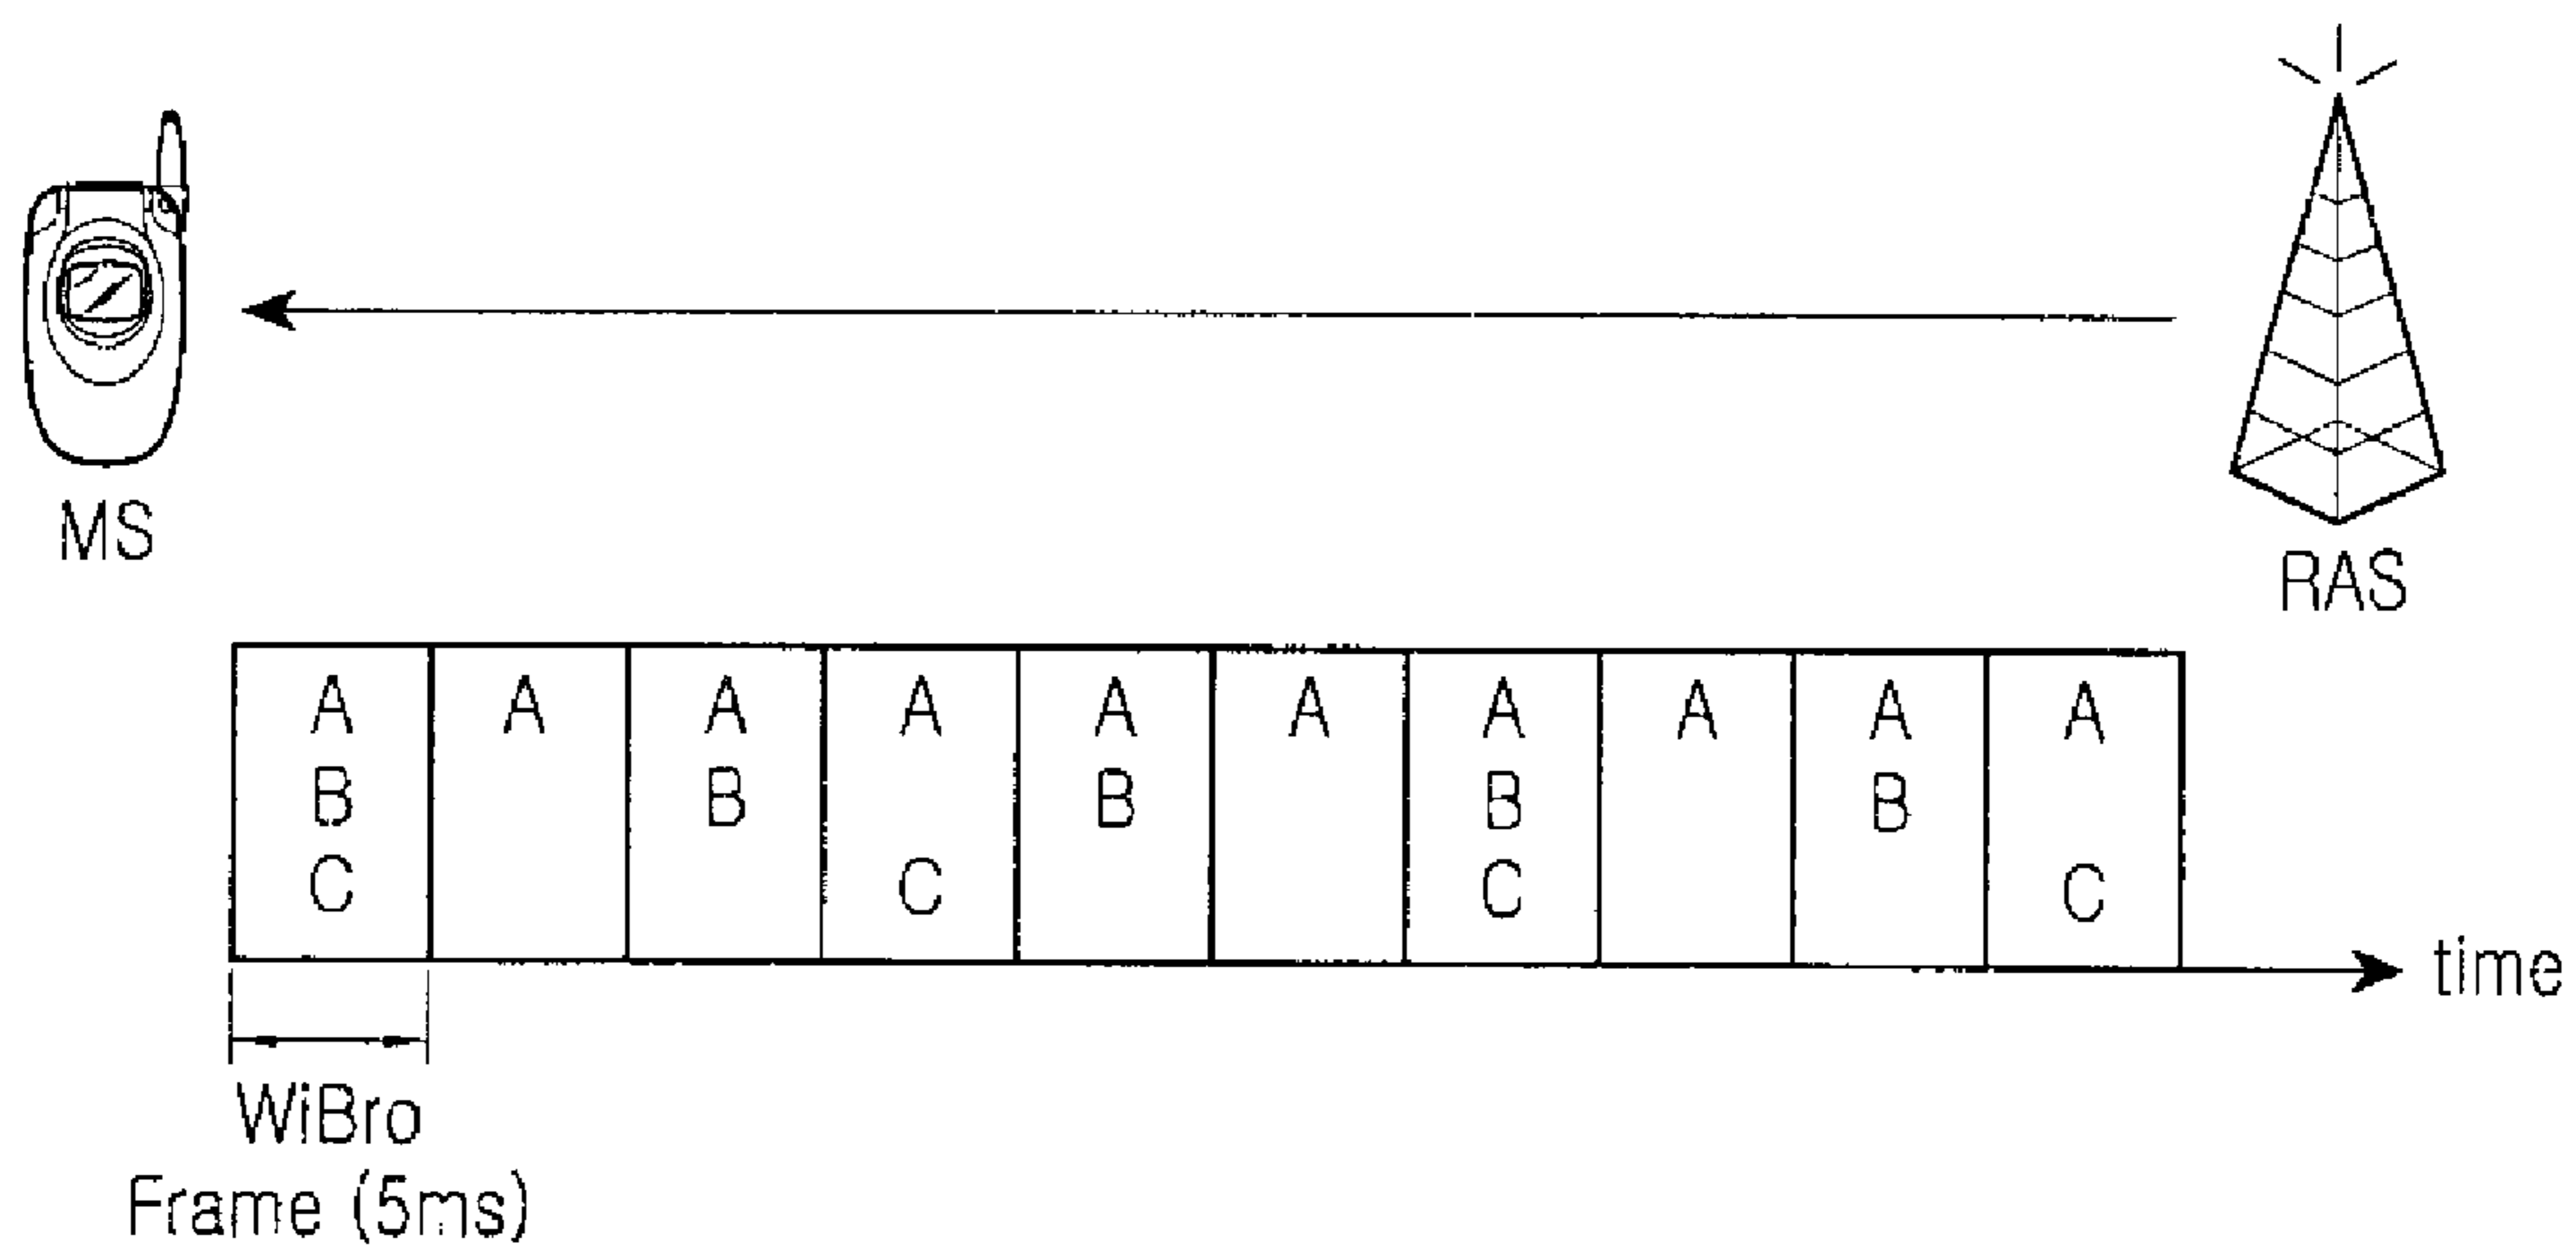 MS
RAS
A A A A A A A A A A
B B B B B
C C C C
time
WiBro
Frame (5ms)